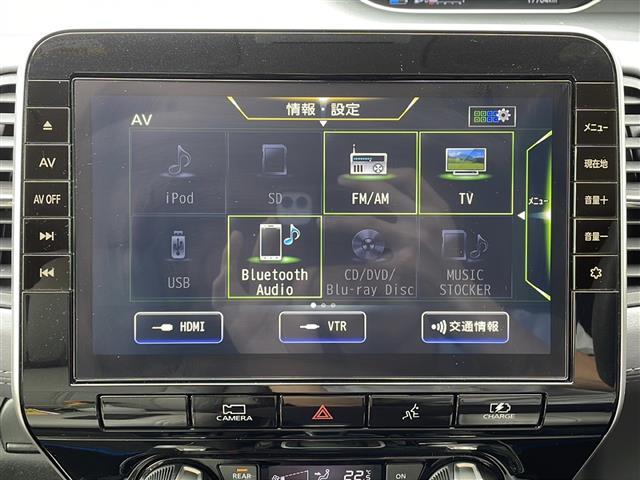 情報・設定
AV
iPod
SD
FM/AM
TV
USB
Bluetooth
Audio
CD/DVD/
Blu-ray Disc
MUSIC
STOCKER
メニュー
HDMI
VTR
交通情報
AV
AV OFF
メニュー
現在地
音量＋
音量－
CAMERA
CHARGE
REAR
22
ON